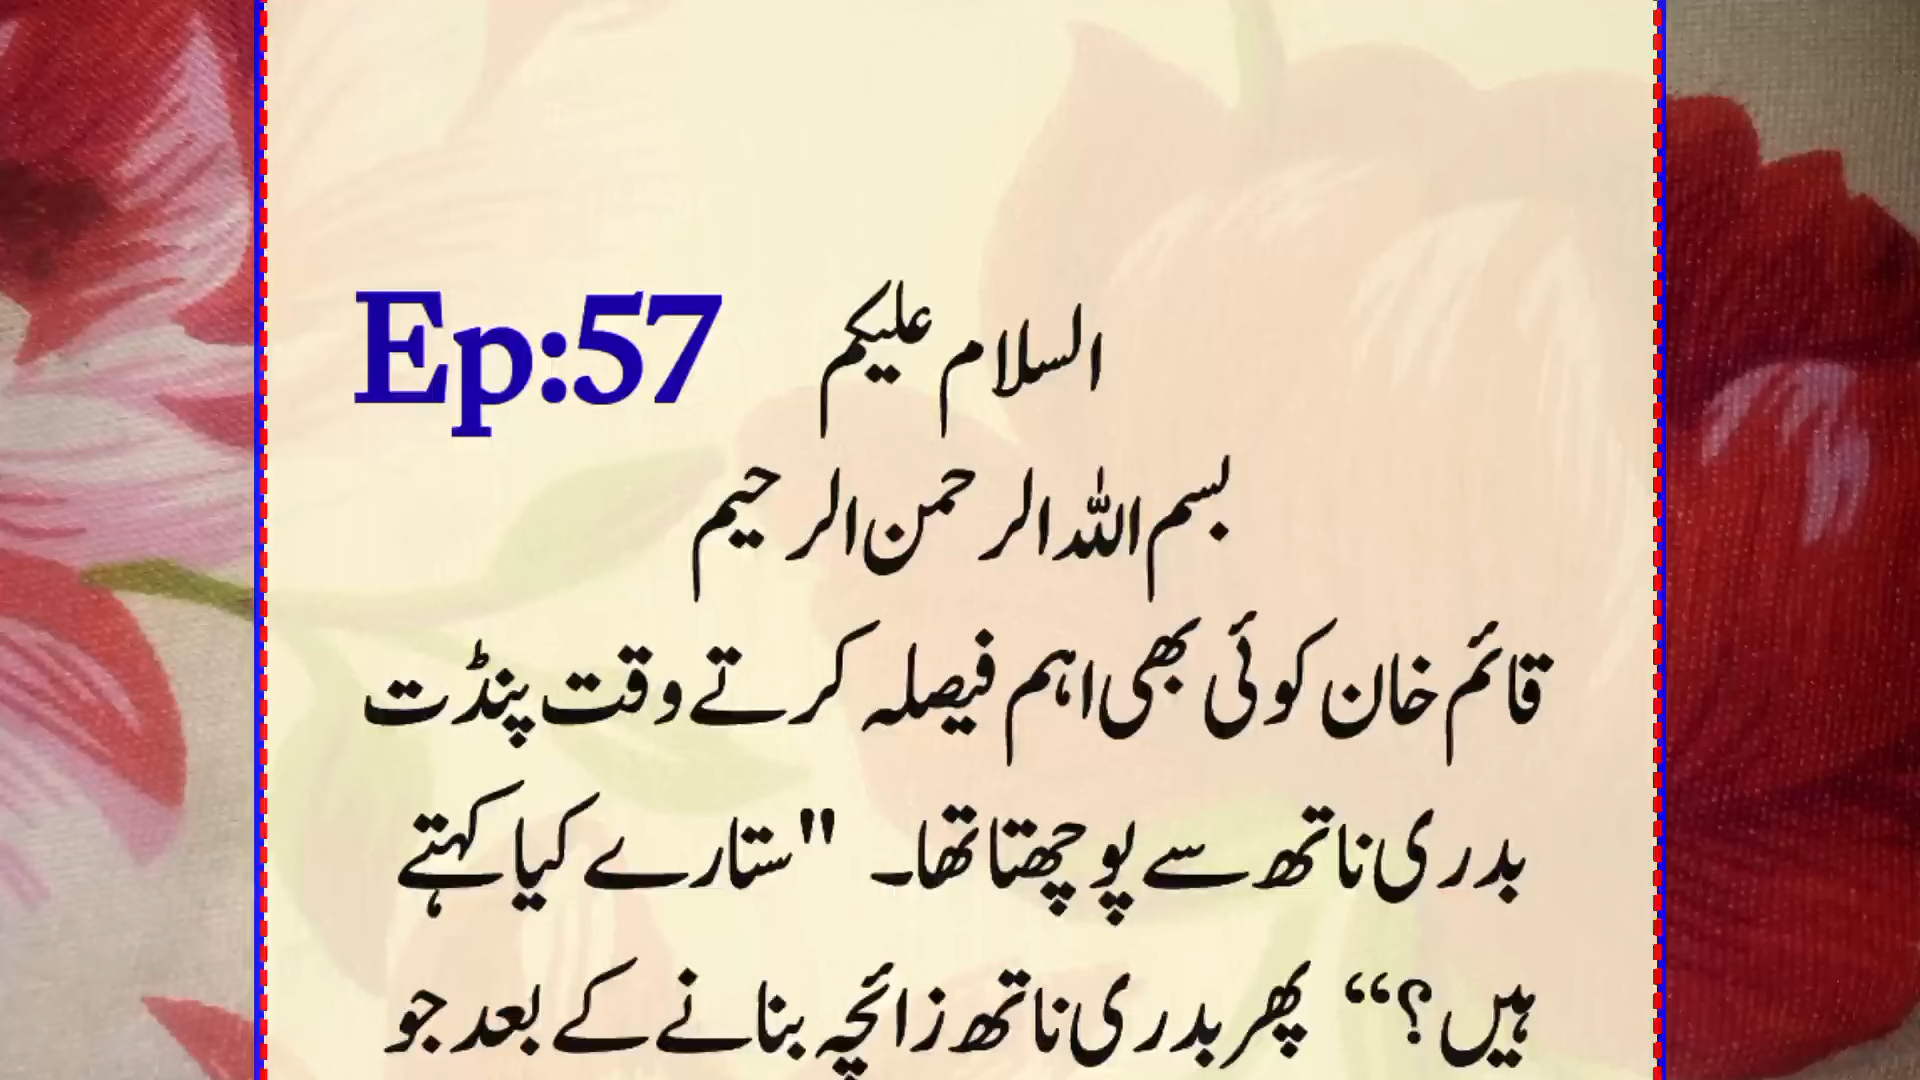 السلام علیکم Ep:57
بسم اللہ الرحمن الرحیم
قائم خان کوئی بھی اہم فیصلہ کرتے وقت پنڈت
بدری ناتھ سے پوچھتا تھا۔ "ستارے کیا کہتے
ہیں؟“ پھر بدری ناتھ زائچہ بنانے کے بعد جو